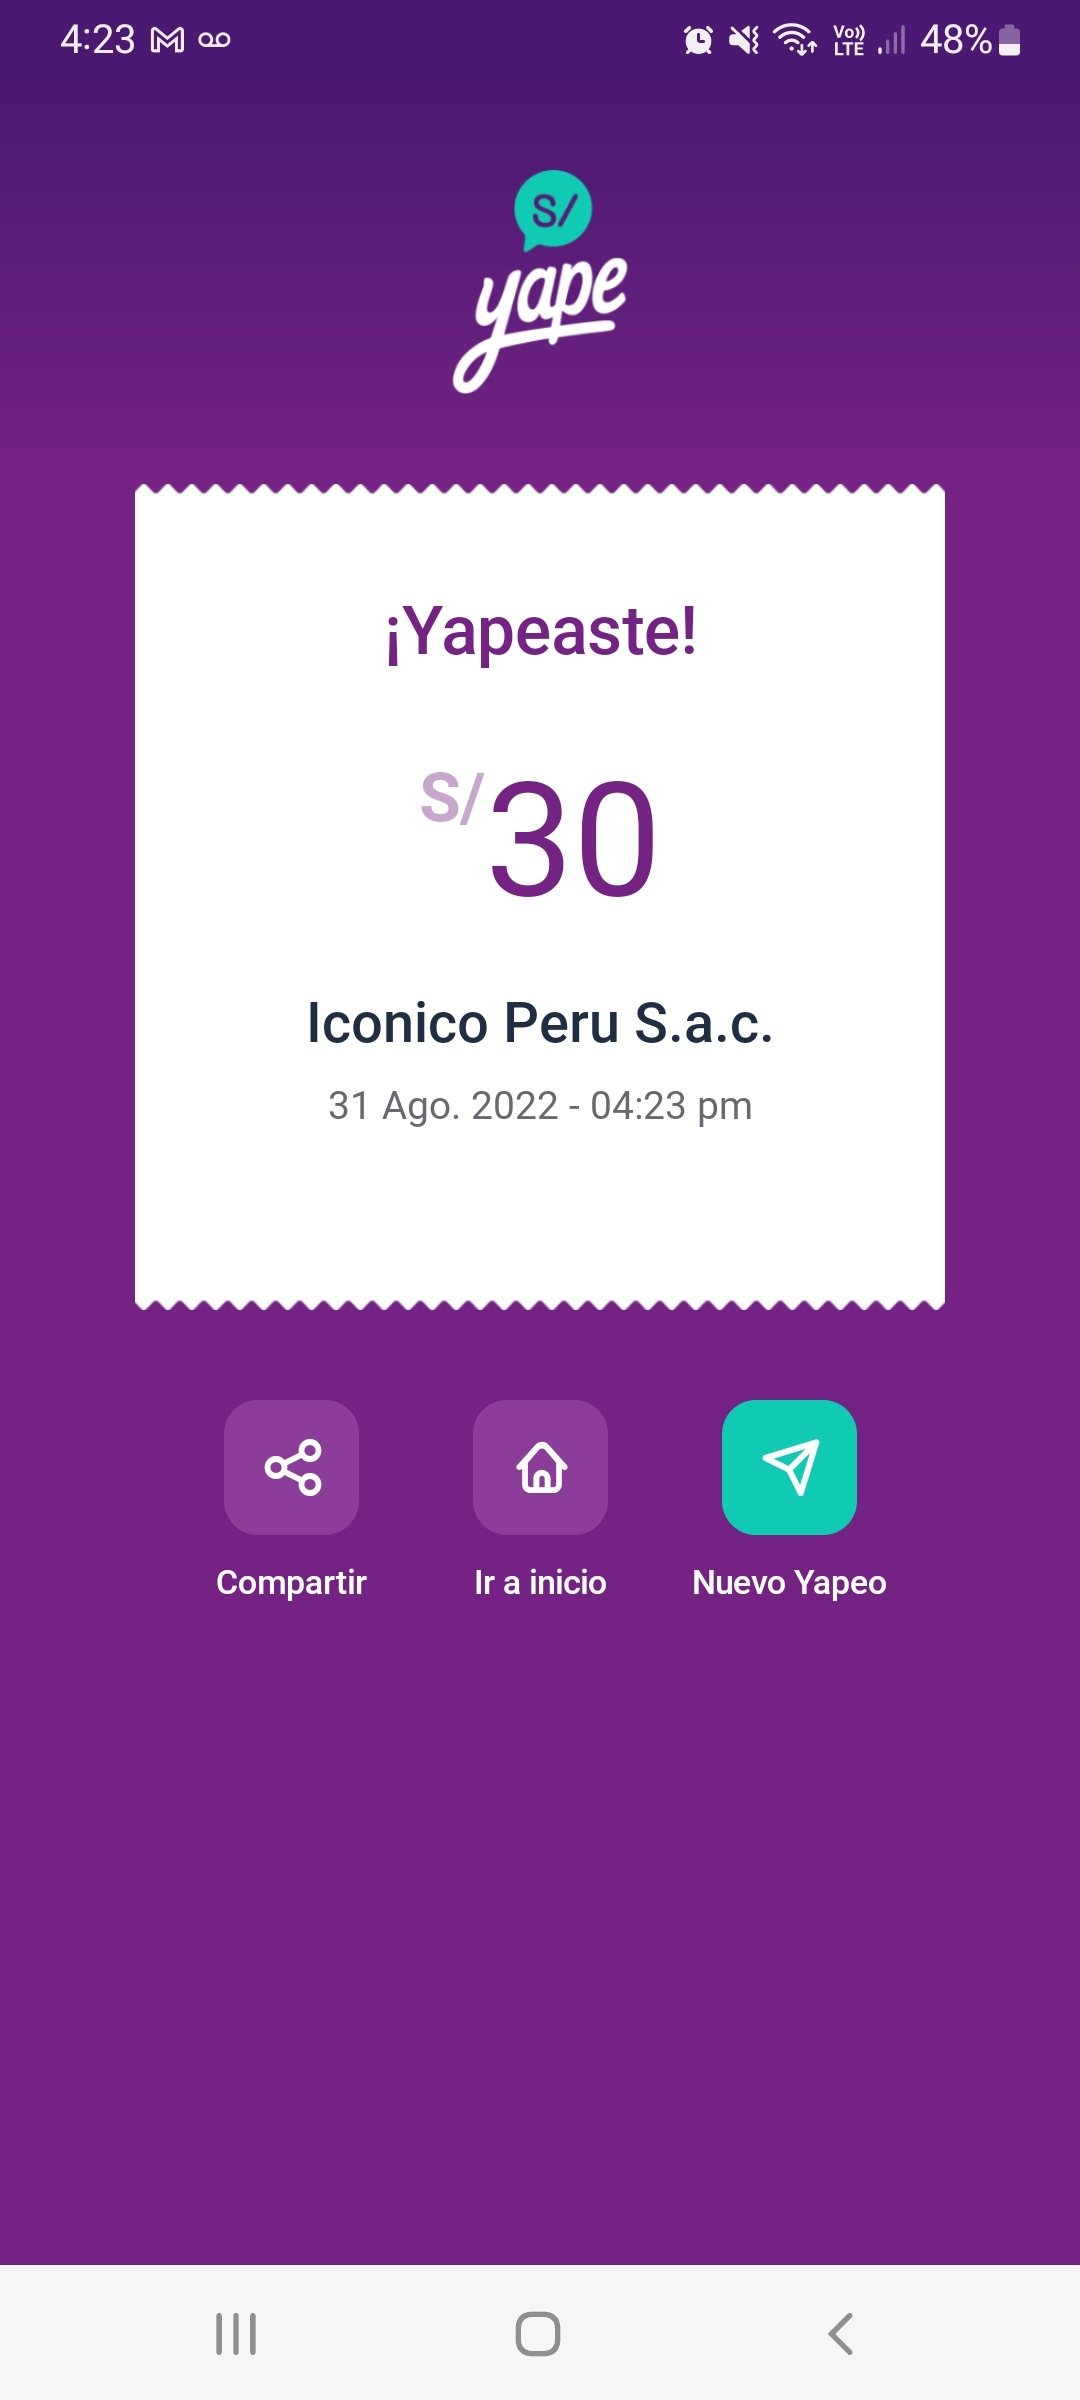 4:23 Vo)) LTE 48%
S/
yape
¡Yapeaste!
S/30
Iconico Peru S.a.c.
31 Ago. 2022 - 04:23 pm
Compartir Ir a inicio Nuevo Yapeo